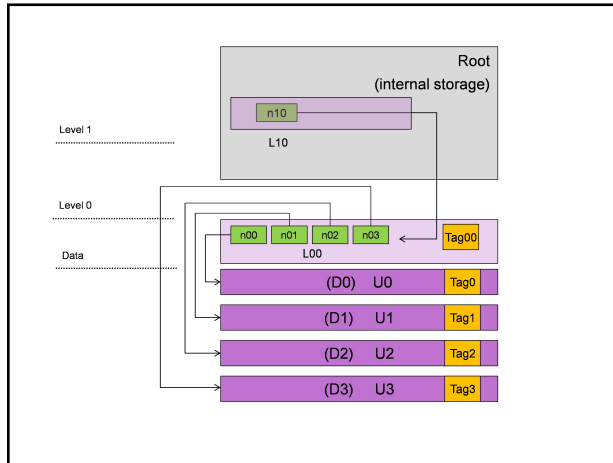 Root
(internal storage)
n10
L10
Level 1
Level 0
n00 n01 n02 n03 Tag00
L00
Data
(D0) U0 Tag0
(D1) U1 Tag1
(D2) U2 Tag2
(D3) U3 Tag3